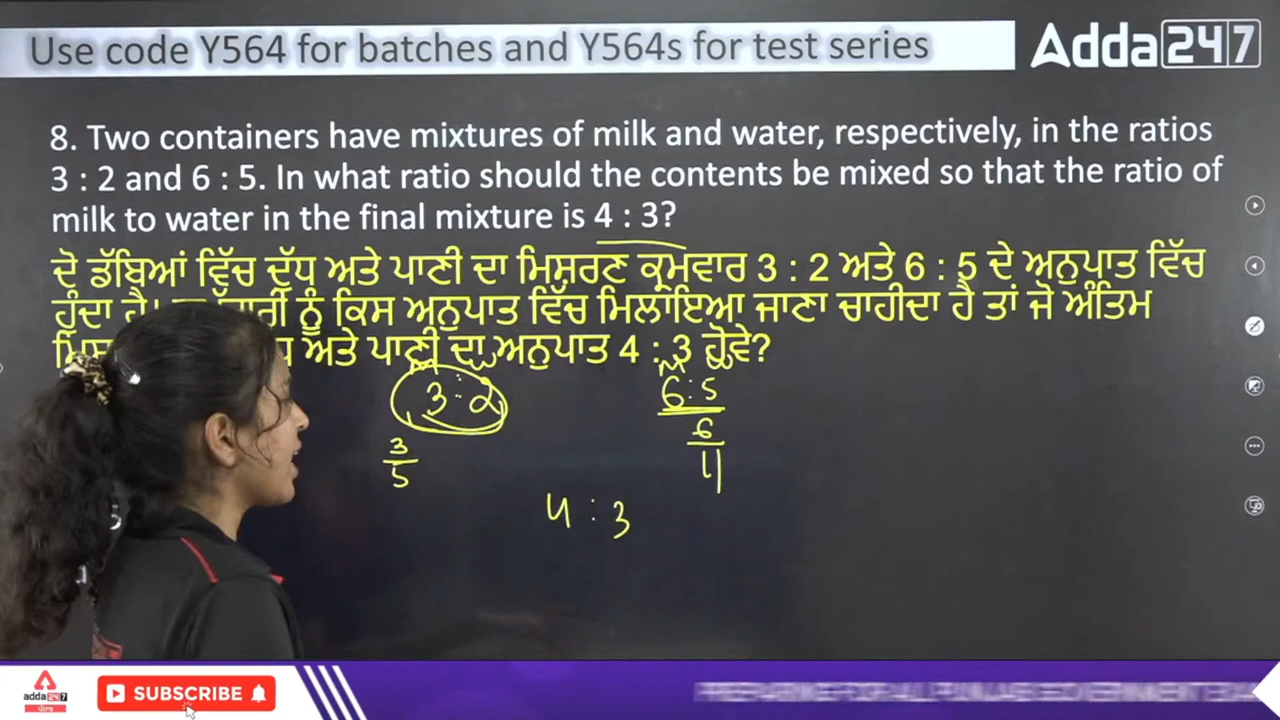 Use code Y564 for batches and Y564s for test series
Adda247
8. Two containers have mixtures of milk and water, respectively, in the ratios
3 : 2 and 6 : 5. In what ratio should the contents be mixed so that the ratio of
milk to water in the final mixture is 4 : 3?
ਦੋ ਡੱਬਿਆਂ ਵਿੱਚ ਦੁੱਧ ਅਤੇ ਪਾਣੀ ਦਾ ਮਿਸ਼ਰਣ ਕ੍ਰਮਵਾਰ 3 : 2 ਅਤੇ 6 : 5 ਦੇ ਅਨੁਪਾਤ ਵਿੱਚ
ਹੁੰਦਾ ਹੈ। ਨੂੰ ਕਿਸ ਅਨੁਪਾਤ ਵਿੱਚ ਮਿਲਾਇਆ ਜਾਣਾ ਚਾਹੀਦਾ ਹੈ ਤਾਂ ਜੋ ਅੰਤਿਮ
ਅਤੇ ਪਾਣੀ ਦਾ ਅਨੁਪਾਤ 4 : 3 ਹੋਵੇ?
3 : 2 6 : 5
3/5 6/11
4 : 3
adda247
ਪੰਜਾਬ
SUBSCRIBE